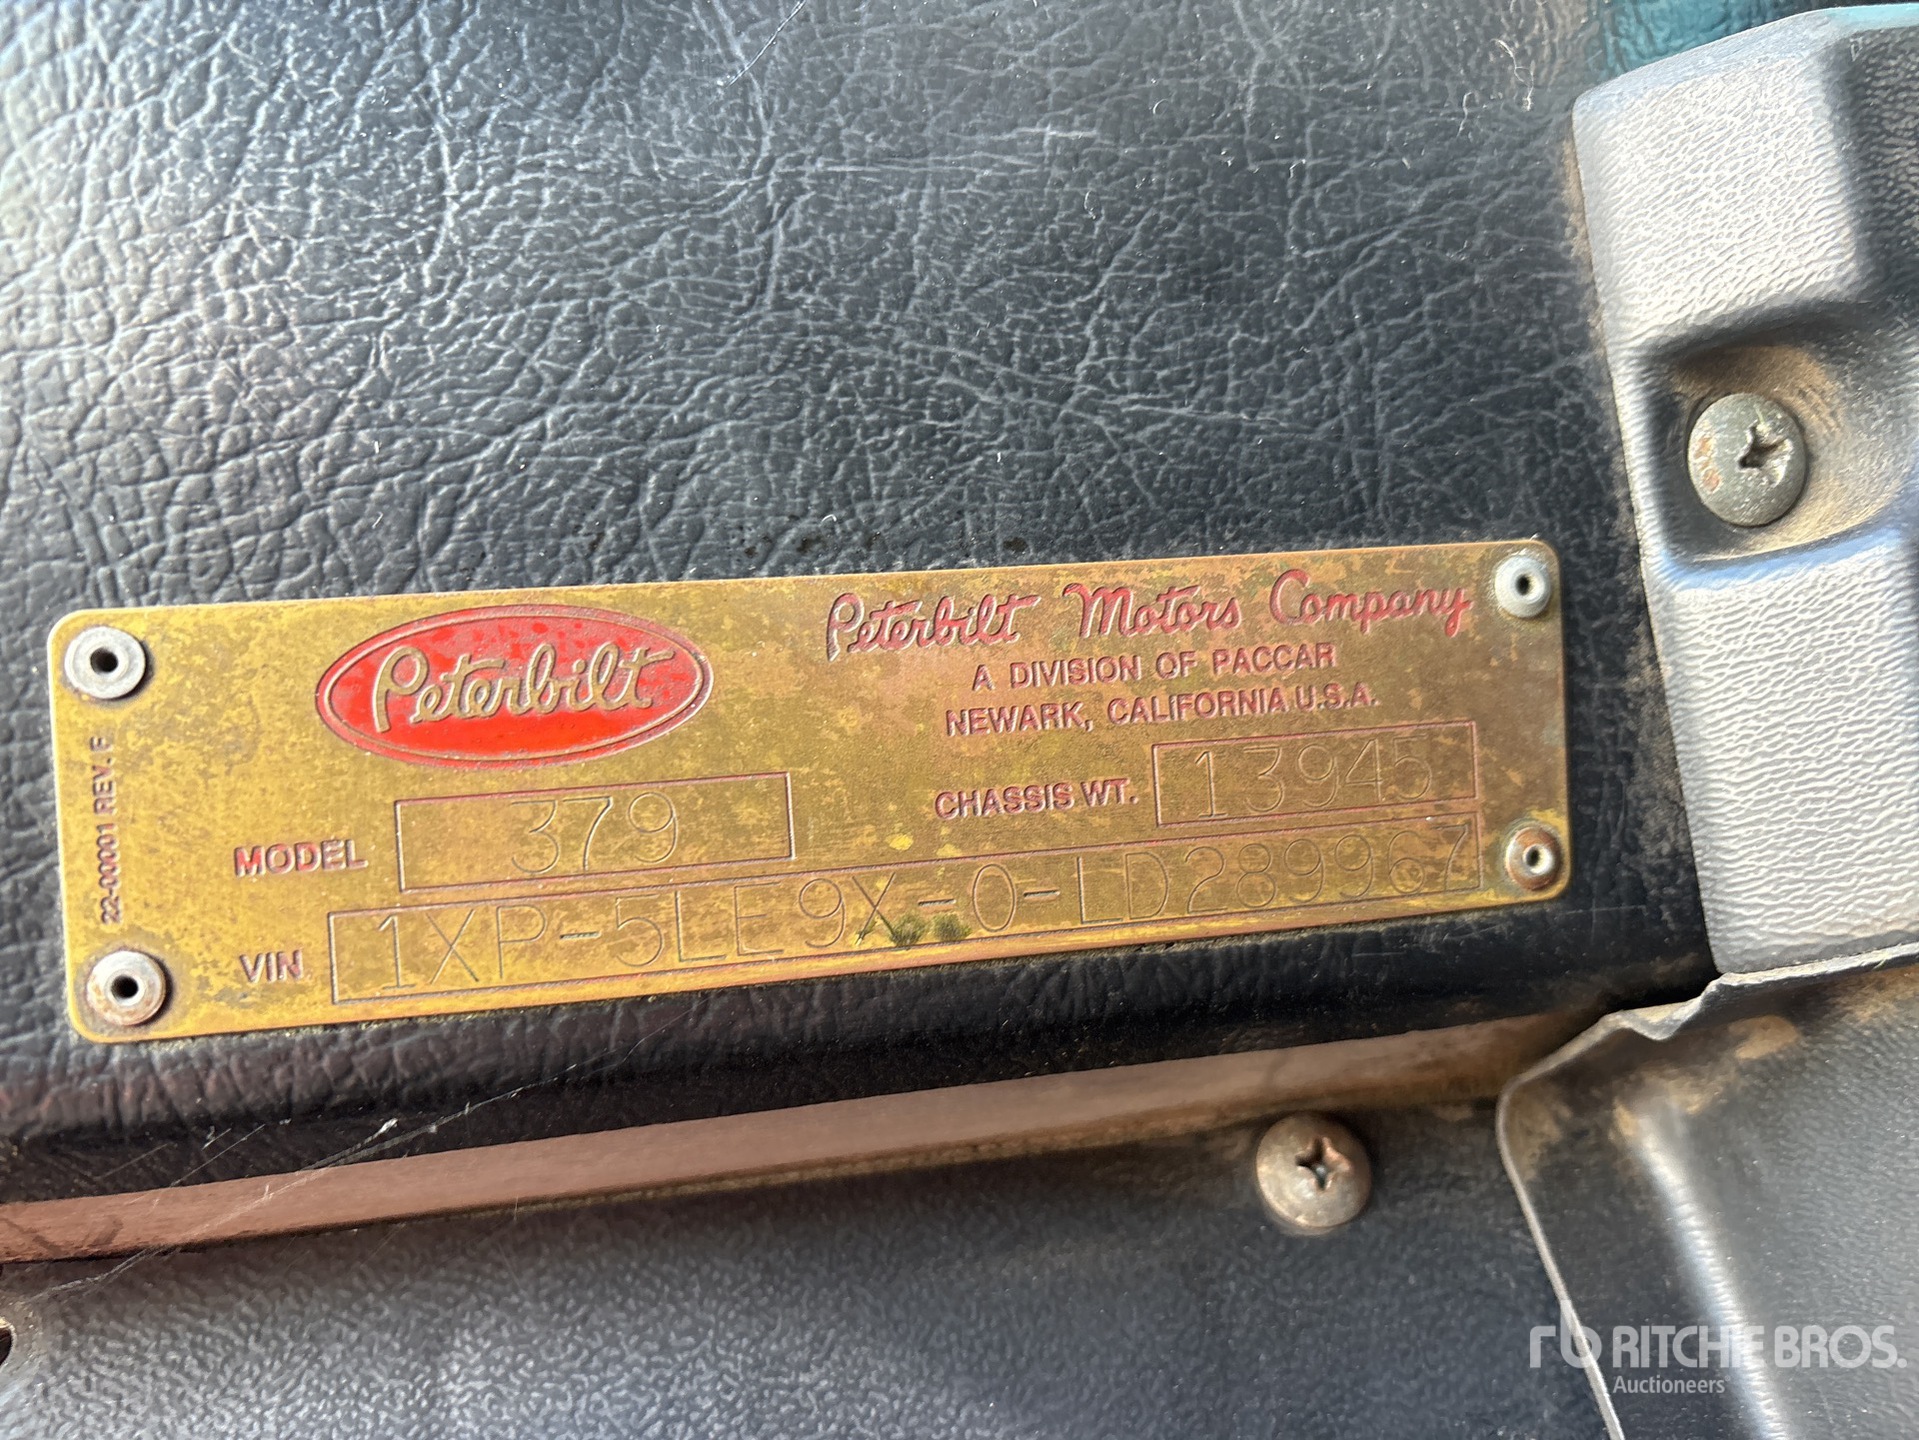 Peterbilt
Peterbilt Motors Company
A DIVISION OF PACCAR
NEWARK, CALIFORNIA U.S.A.
MODEL 379
CHASSIS WT. 13945
VIN 1XP-5LE9X-0-LD289967
22-00001 REV. F
rb RITCHIE BROS.
Auctioneers